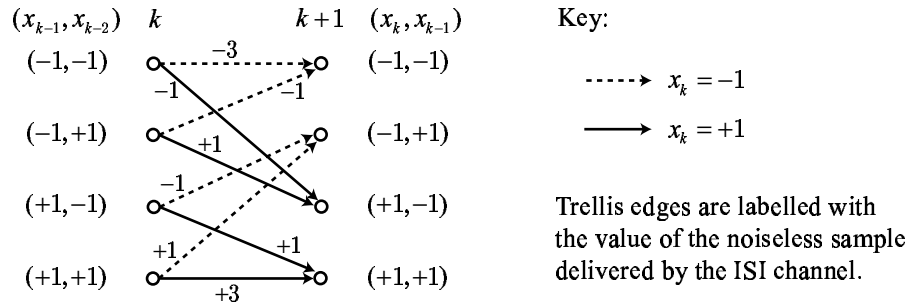 (x_{k−1}, x_{k−2}) k k+1 (x_k, x_{k−1}) Key:
(−1,−1) −3 (−1,−1)
−1 −1
x_k = −1
(−1,+1) +1 (−1,+1)
x_k = +1
−1
(+1,−1) (+1,−1)
Trellis edges are labelled with
the value of the noiseless sample
delivered by the ISI channel.
+1 +1
(+1,+1) +3 (+1,+1)